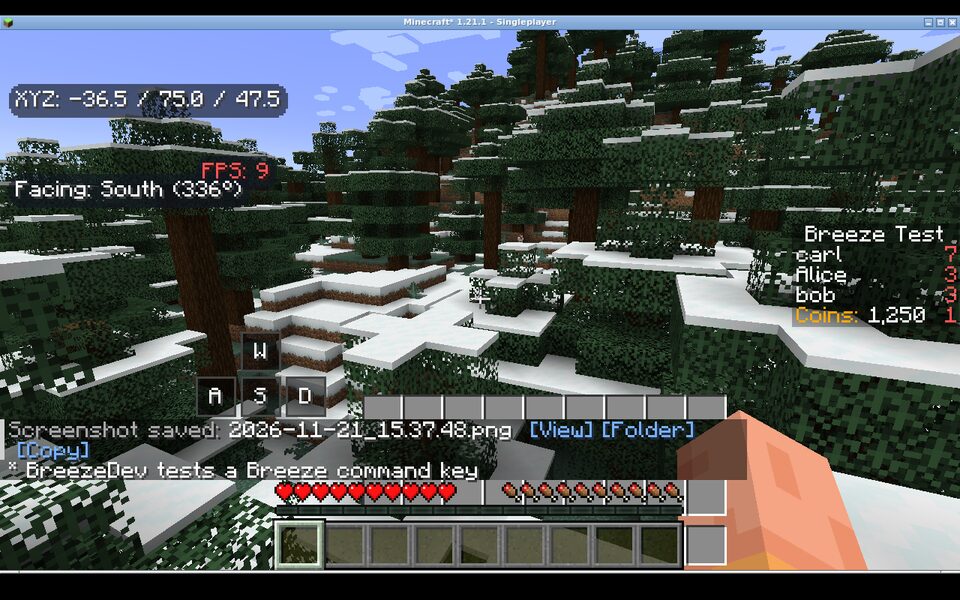 Minecraft* 1.21.1 - Singleplayer
XYZ: -36.5 / 75.0 / 47.5
FPS: 9
Facing: South (336°)
Breeze Test
carl 7
Alice 3
bob 3
Coins: 1,250 1
W
A S D
Screenshot saved: 2026-11-21_15.37.48.png [View] [Folder]
[Copy]
* BreezeDev tests a Breeze command key